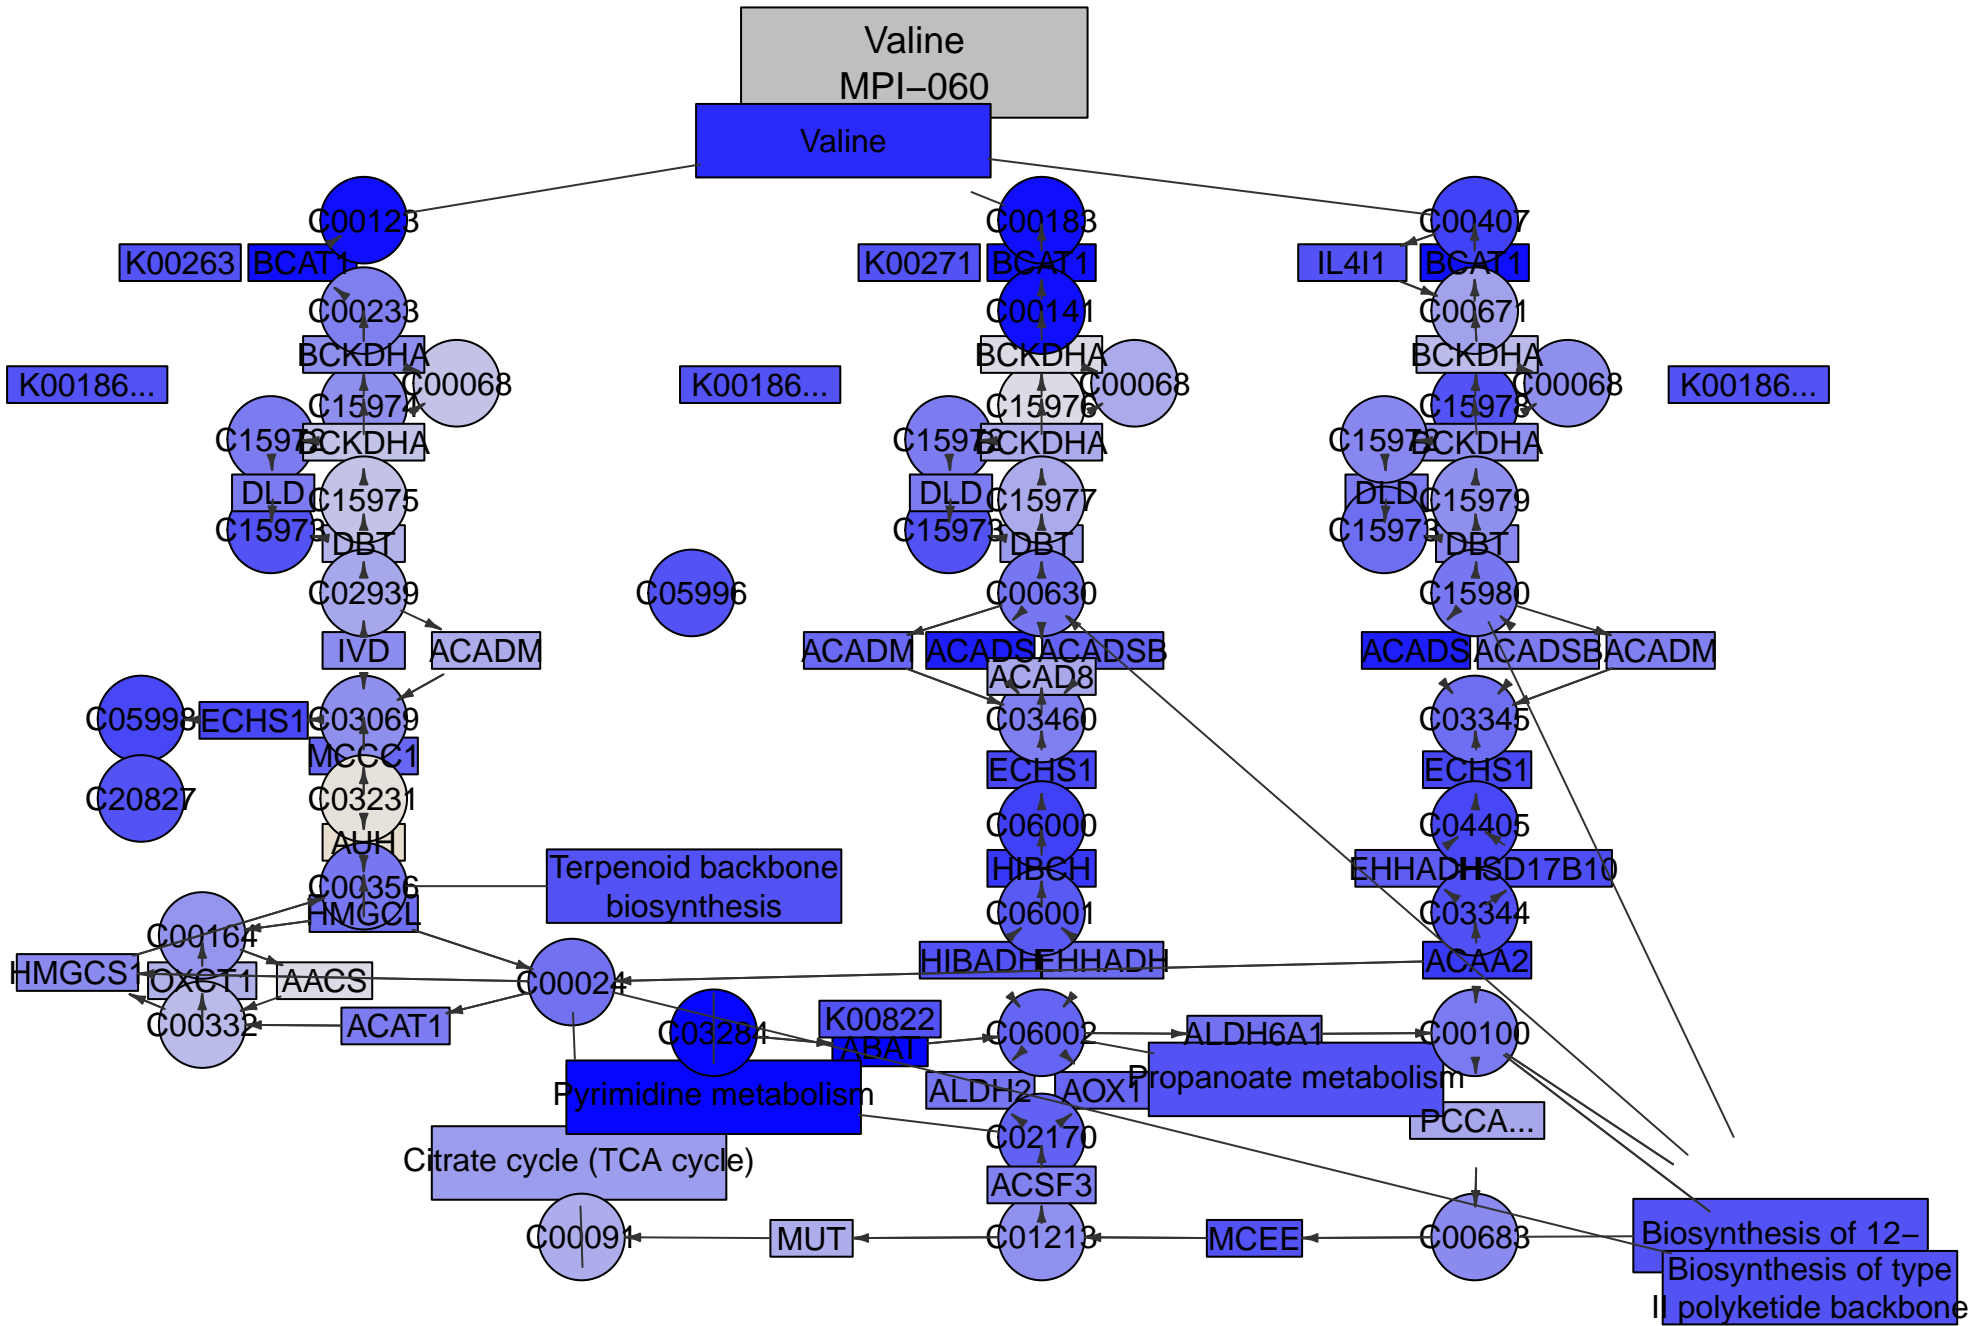 Valine
MPI−060
Valine
C00123
C00183
C00407
K00263
BCAT1
K00271
BCAT1
IL4I1
BCAT1
C00233
C00141
C00671
BCKDHA
BCKDHA
BCKDHA
K00186...
C00068
K00186...
C00068
C00068
K00186...
C15974
C15976
C15978
C15972
BCKDHA
C15972
BCKDHA
C15972
BCKDHA
DLD
C15975
DLD
C15977
DLD
C15979
C15973
DBT
C15973
DBT
C15973
DBT
C02939
C05996
C00630
C15980
IVD
ACADM
ACADM
ACADS
ACADSB
ACADS
ACADSB
ACADM
ACAD8
C05998
ECHS1
C03069
C03460
C03345
MCCC1
ECHS1
ECHS1
C20827
C03231
C06000
C04405
AUH
HIBCH
EHHADH
HSD17B10
C00356
Terpenoid backbone
biosynthesis
HMGCL
C06001
C03344
C00164
HIBADH
EHHADH
ACAA2
HMGCS1
OXCT1
AACS
C00024
C00332
ACAT1
C03284
K00822
ABAT
C06002
ALDH6A1
C00100
Pyrimidine metabolism
ALDH2
AOX1
Propanoate metabolism
PCCA...
C02170
Citrate cycle (TCA cycle)
ACSF3
C00091
MUT
C01213
MCEE
C00683
Biosynthesis of 12−
Biosynthesis of type
II polyketide backbone